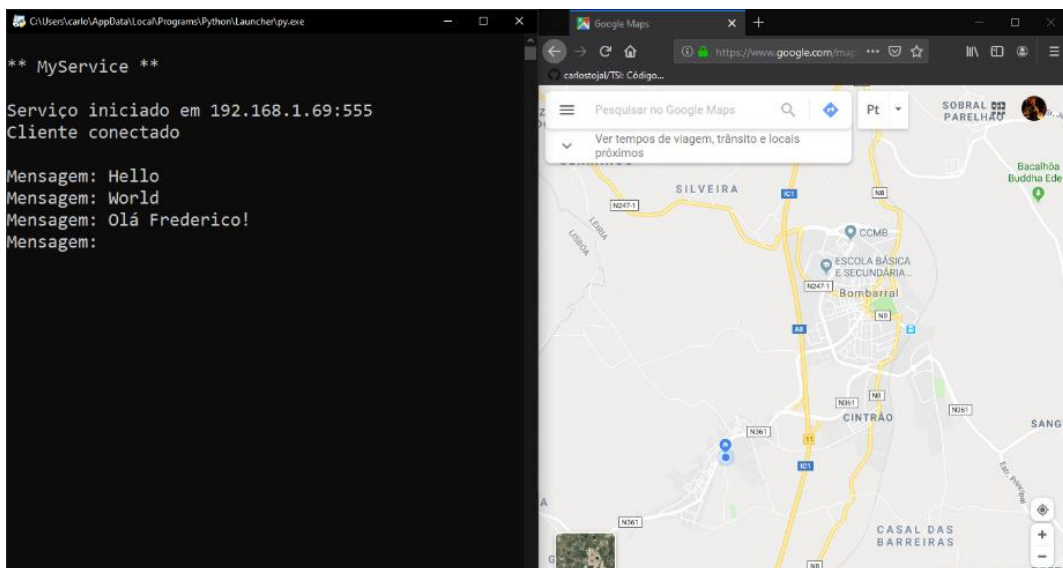 C:\Users\carlo\AppData\Local\Programs\Python\Launcher\py.exe
** MyService **
Serviço iniciado em 192.168.1.69:555
Cliente conectado
Mensagem: Hello
Mensagem: World
Mensagem: Olá Frederico!
Mensagem:
Google Maps
https://www.google.com/map
carlostojal/TSI: Código...
Pesquisar no Google Maps
Pt
Ver tempos de viagem, trânsito e locais
próximos
SOBRAL DO
PARELHÃO
Bacalhôa
Buddha Ede
SILVEIRA
IC1
N8
N247-1
LEIRIA
LISBOA
CCMB
ESCOLA BÁSICA
E SECUNDÁRIA...
N247-1
Bombarral
N8
A8
N361
N8
CINTRÃO
N361
N361
SANG
11
IC1
Estr. Principal
N361
CASAL DAS
BARREIRAS
N8